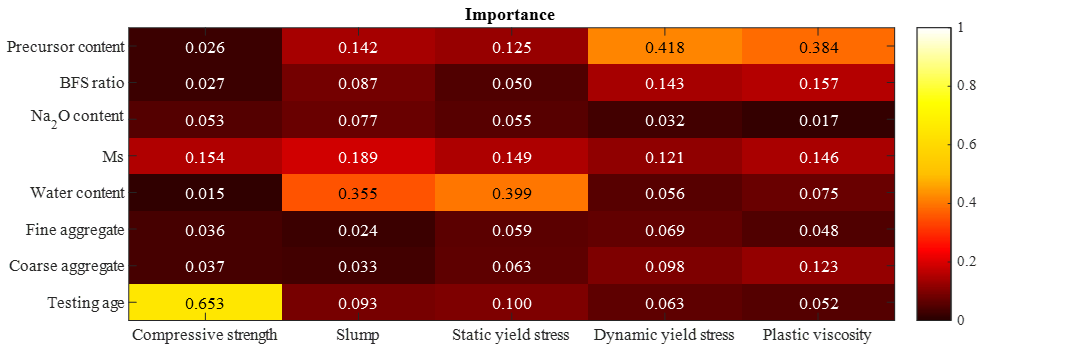 Importance
Precursor content 0.026 0.142 0.125 0.418 0.384
BFS ratio 0.027 0.087 0.050 0.143 0.157
Na₂O content 0.053 0.077 0.055 0.032 0.017
Ms 0.154 0.189 0.149 0.121 0.146
Water content 0.015 0.355 0.399 0.056 0.075
Fine aggregate 0.036 0.024 0.059 0.069 0.048
Coarse aggregate 0.037 0.033 0.063 0.098 0.123
Testing age 0.653 0.093 0.100 0.063 0.052
Compressive strength Slump Static yield stress Dynamic yield stress Plastic viscosity
1
0.8
0.6
0.4
0.2
0